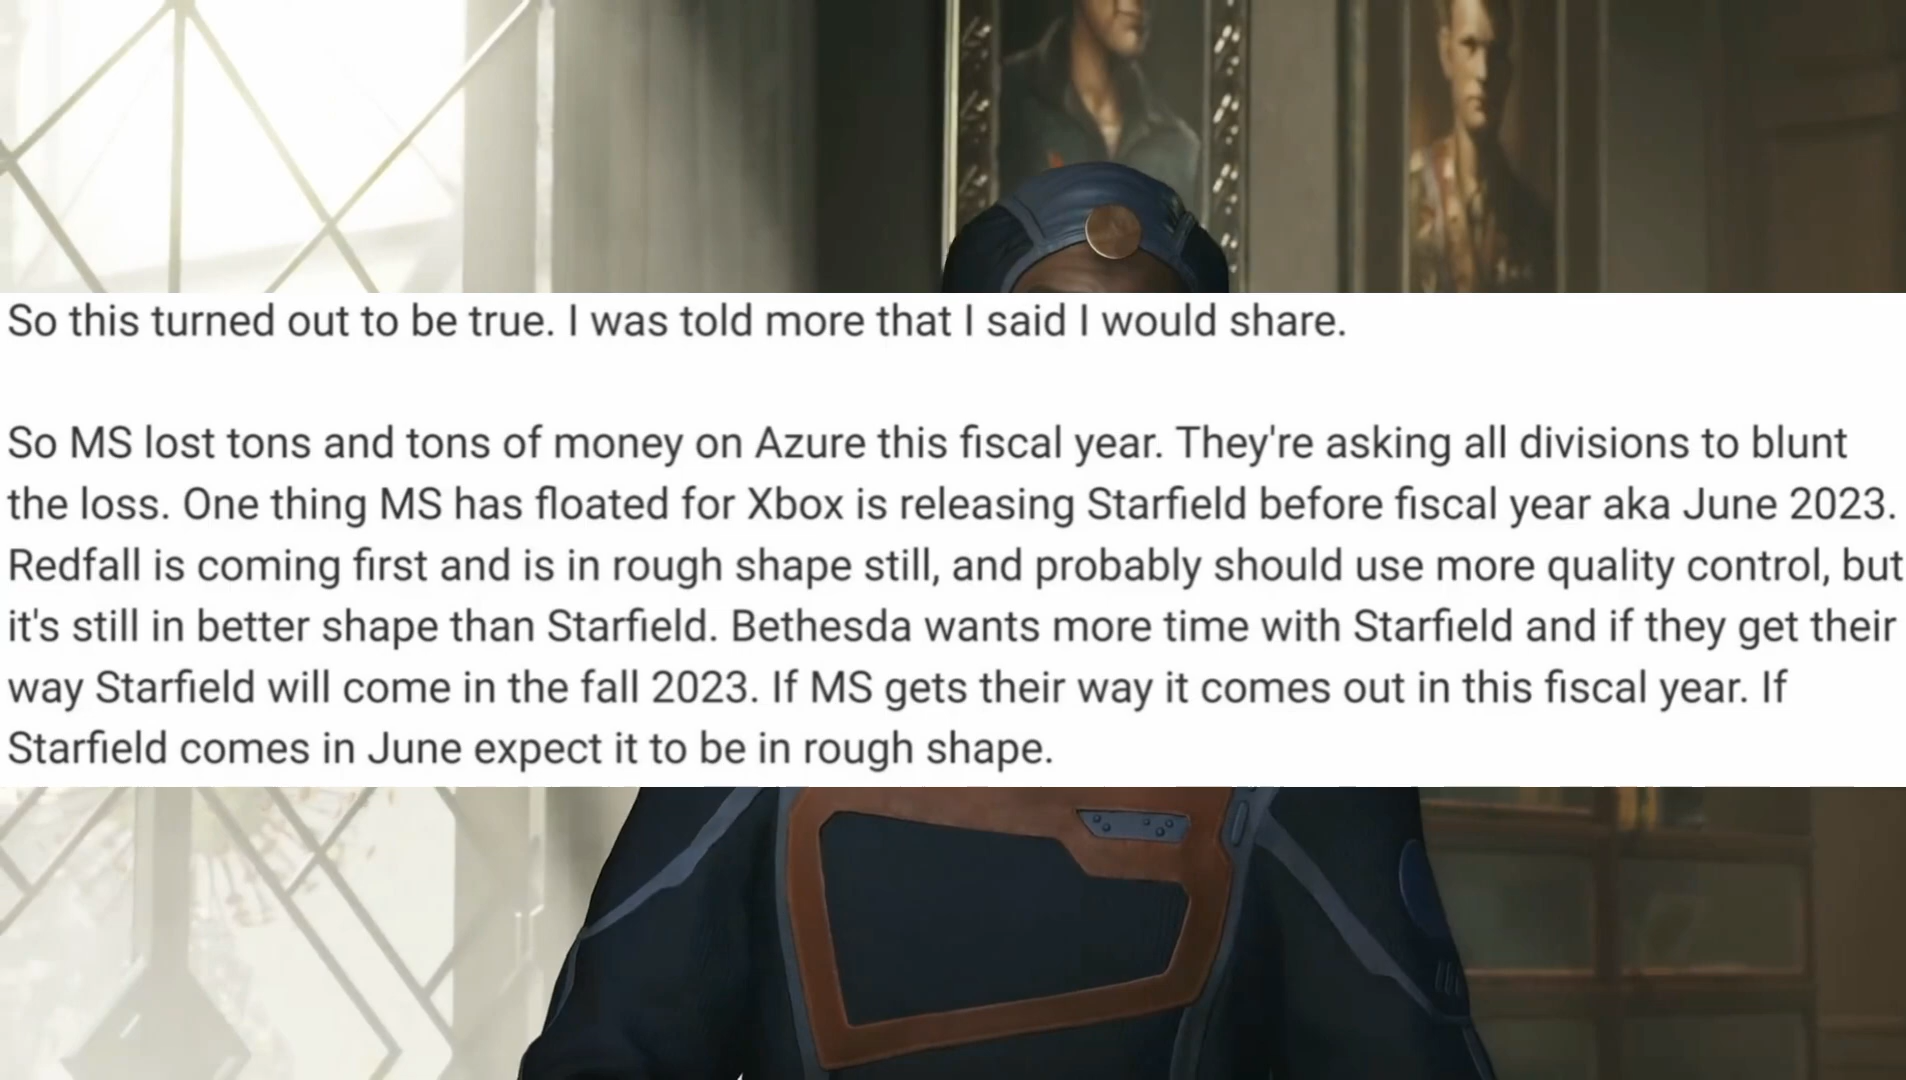 So this turned out to be true. I was told more that I said I would share.
So MS lost tons and tons of money on Azure this fiscal year. They're asking all divisions to blunt
the loss. One thing MS has floated for Xbox is releasing Starfield before fiscal year aka June 2023.
Redfall is coming first and is in rough shape still, and probably should use more quality control, but
it's still in better shape than Starfield. Bethesda wants more time with Starfield and if they get their
way Starfield will come in the fall 2023. If MS gets their way it comes out in this fiscal year. If
Starfield comes in June expect it to be in rough shape.